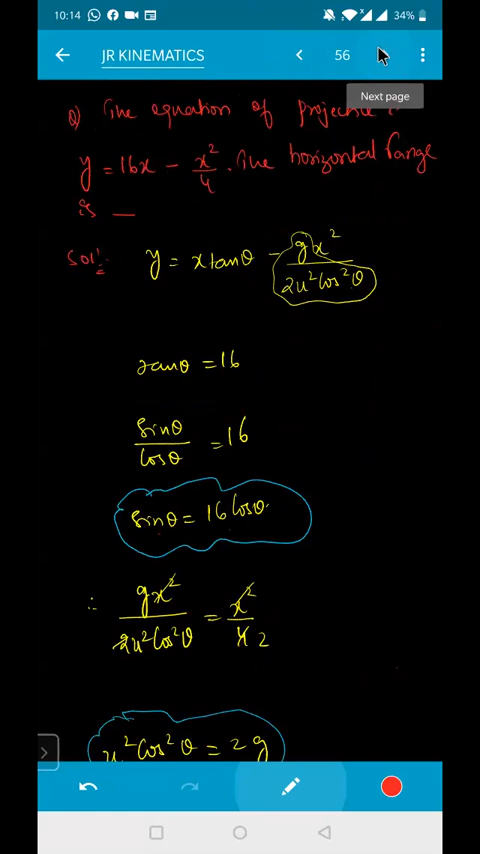 10:14 34%
JR KINEMATICS 56
Next page
Q) The equation of projectile is
y = 16x - x²/4. The horizontal range
is __
Sol:
y = x tanθ - gx²/2u²cos²θ
tanθ = 16
sinθ/cosθ = 16
sinθ = 16 cosθ
∴ gx²/2u²cos²θ = x²/4 2
u²cos²θ = 2g